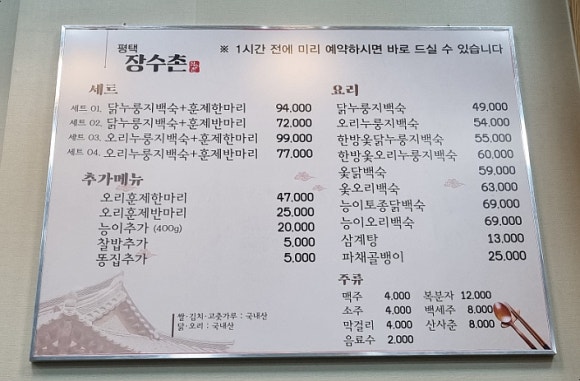 평택
장수촌
※ 1시간 전에 미리 예약하시면 바로 드실 수 있습니다
세트
세트 01. 닭누룽지백숙+훈제한마리 94,000
세트 02. 닭누룽지백숙+훈제반마리 72,000
세트 03. 오리누룽지백숙+훈제한마리 99,000
세트 04. 오리누룽지백숙+훈제반마리 77,000
추가메뉴
오리훈제한마리 47,000
오리훈제반마리 25,000
능이추가 (400g) 20,000
찰밥추가 5,000
똥집추가 5,000
쌀·김치·고춧가루 : 국내산
닭·오리 : 국내산
요리
닭누룽지백숙 49,000
오리누룽지백숙 54,000
한방옻닭누룽지백숙 55,000
한방옻오리누룽지백숙 60,000
옻닭백숙 59,000
옻오리백숙 63,000
능이토종닭백숙 69,000
능이오리백숙 69,000
삼계탕 13,000
파채골뱅이 25,000
주류
맥주 4,000 복분자 12,000
소주 4,000 백세주 8,000
막걸리 4,000 산사춘 8,000
음료수 2,000